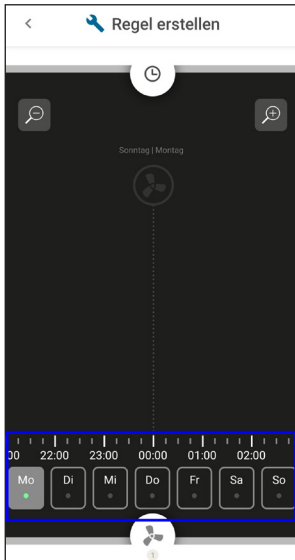 Regel erstellen
Sonntag | Montag
00 22:00 23:00 00:00 01:00 02:00
Mo Di Mi Do Fr Sa So
1